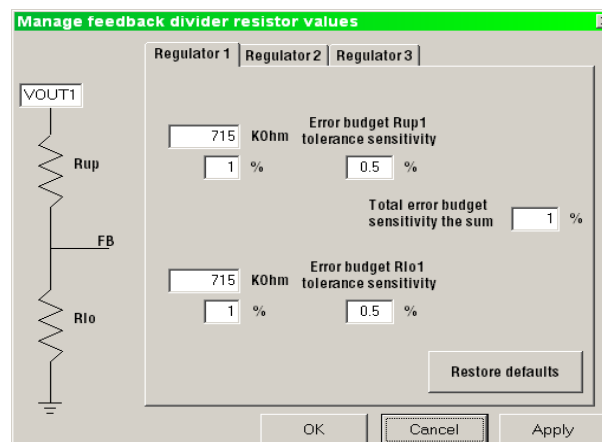 Manage feedback divider resistor values
Regulator 1 Regulator 2 Regulator 3
VOUT1
Rup
FB
Rlo
715 KOhm
1 %
Error budget Rup1
tolerance sensitivity
0.5 %
Total error budget
sensitivity the sum
1 %
715 KOhm
1 %
Error budget Rlo1
tolerance sensitivity
0.5 %
Restore defaults
OK Cancel Apply